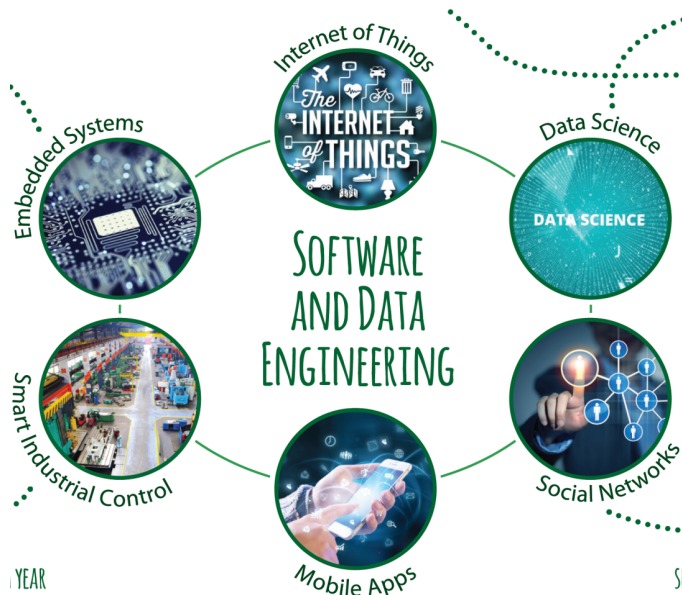 Internet of Things
The
INTERNET
of THINGS
Embedded Systems
Data Science
DATA SCIENCE
SOFTWARE
AND DATA
ENGINEERING
Smart Industrial Control
Social Networks
Mobile Apps
YEAR